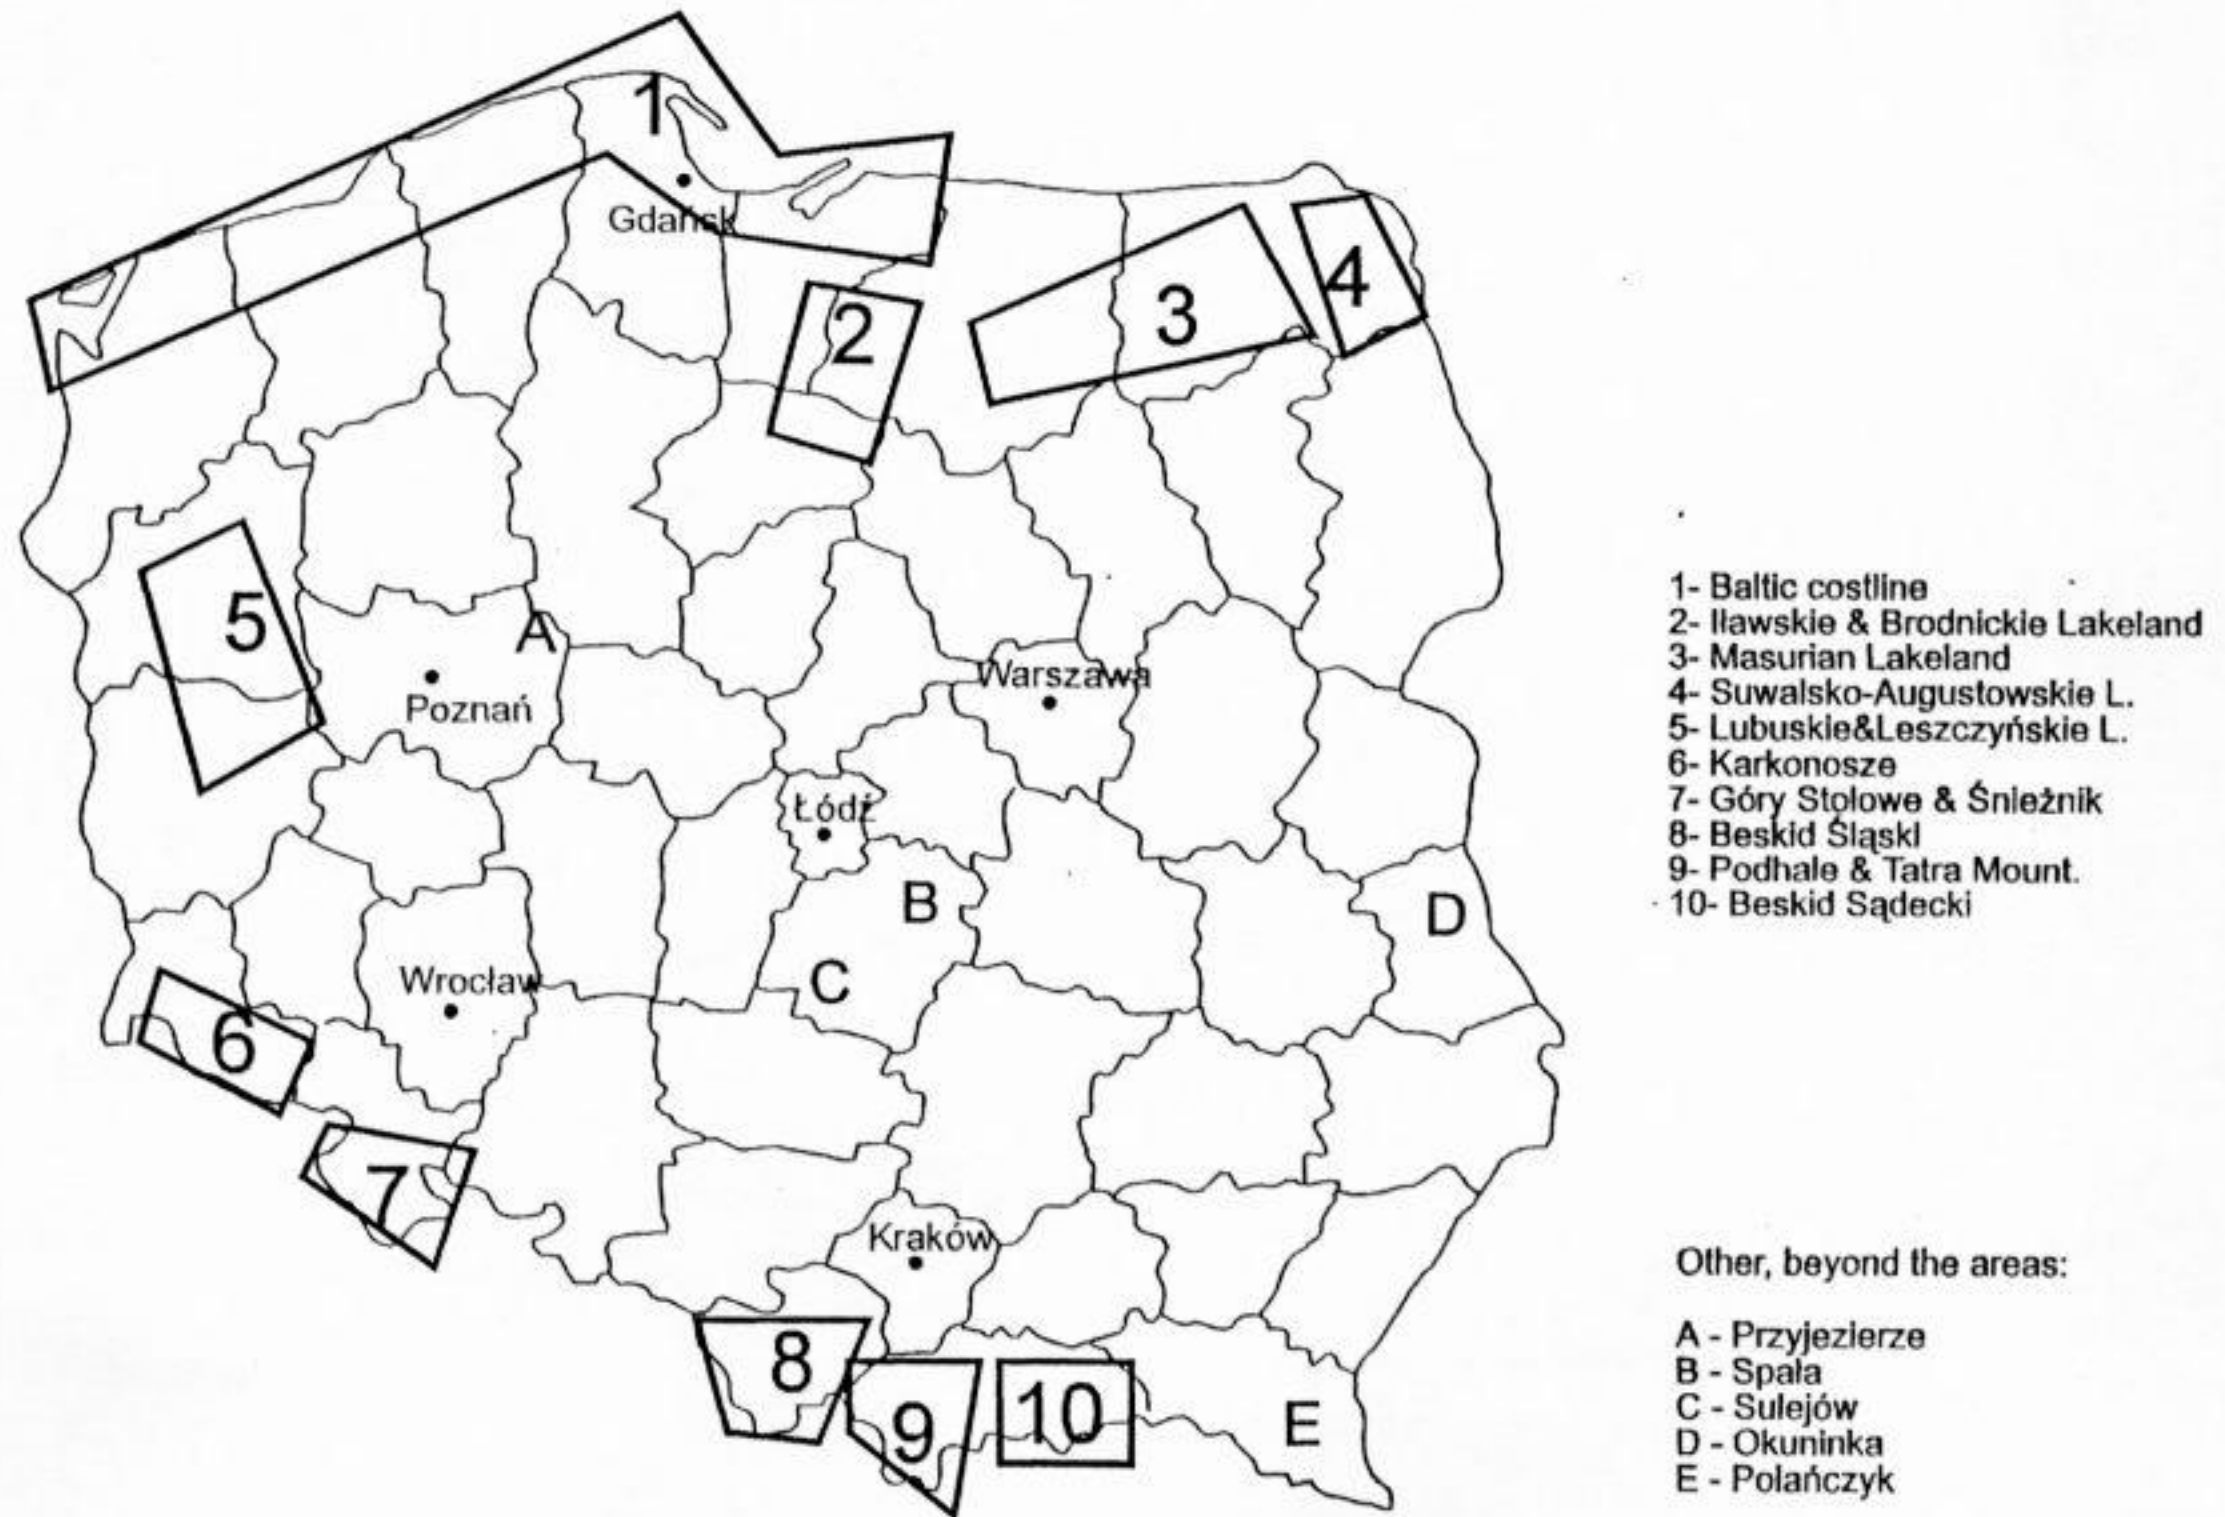 1
Gdańsk
2
3
4
5
A
Poznań
Warszawa
Łódź
B
C
D
Wrocław
6
7
Kraków
8
9
10
E
1- Baltic costline
2- Iławskie & Brodnickie Lakeland
3- Masurian Lakeland
4- Suwalsko-Augustowskie L.
5- Lubuskie&Leszczyńskie L.
6- Karkonosze
7- Góry Stołowe & Śnieżnik
8- Beskid Śląski
9- Podhale & Tatra Mount.
10- Beskid Sądecki
Other, beyond the areas:
A - Przyjezierze
B - Spała
C - Sulejów
D - Okuninka
E - Polańczyk